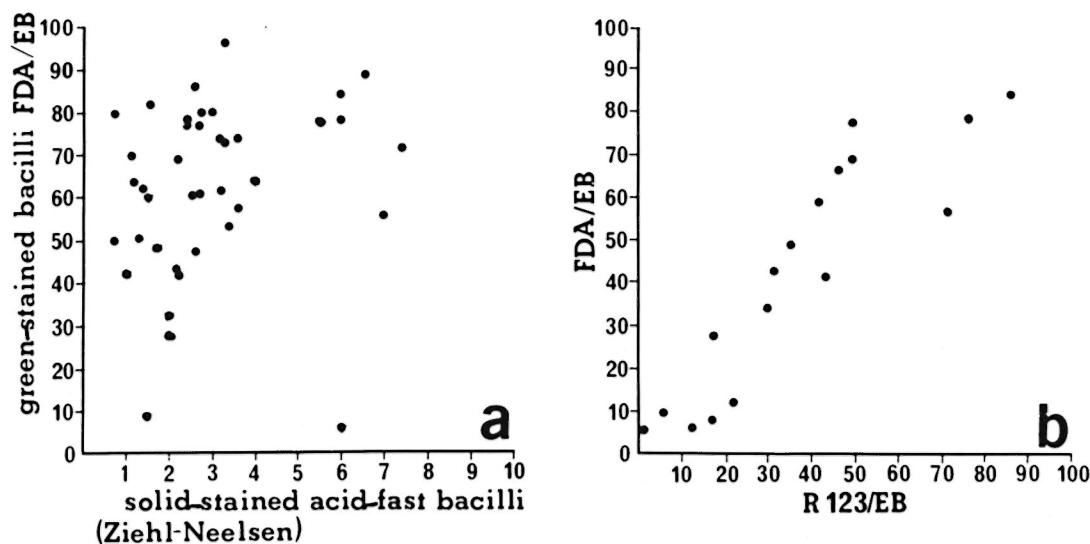 green-stained bacilli FDA/EB
100
90
80
70
60
50
40
30
20
10
0
1 2 3 4 5 6 7 8 9 10
solid-stained acid-fast bacilli
(Ziehl-Neelsen)
a
FDA/EB
100
90
80
70
60
50
40
30
20
10
0
10 20 30 40 50 60 70 80 90 100
R 123/EB
b